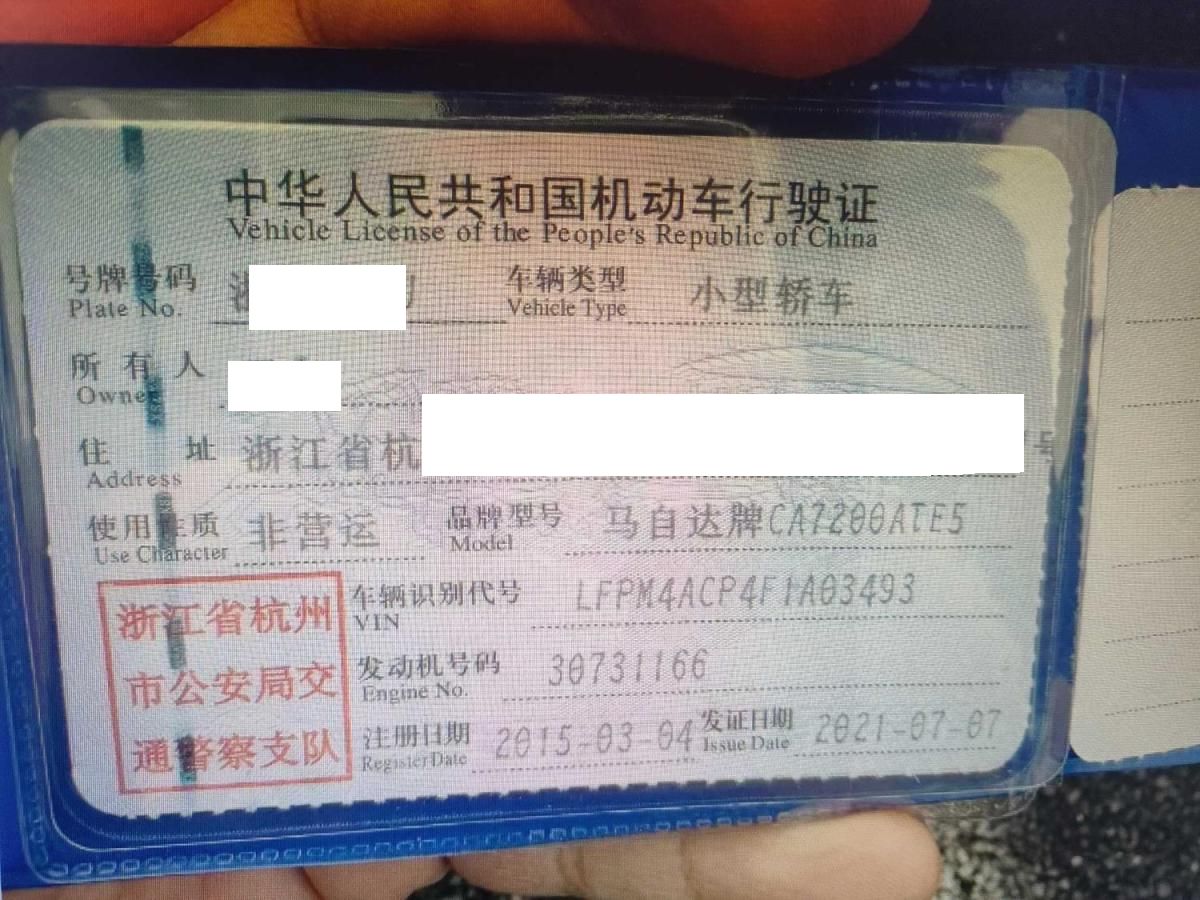 中华人民共和国机动车行驶证
Vehicle License of the People's Republic of China
号牌号码 车辆类型 小型轿车
Plate No. Vehicle Type
所有人
Owner
住址 浙江省杭 号
Address
使用性质 非营运 品牌型号 马自达牌CA7200ATE5
Use Character Model
浙江省杭州 车辆识别代号 LFPM4ACP4F1A03493
VIN
市公安局交 发动机号码 30731166
Engine No.
通警察支队 注册日期 2015-03-04 发证日期 2021-07-07
Register Date Issue Date